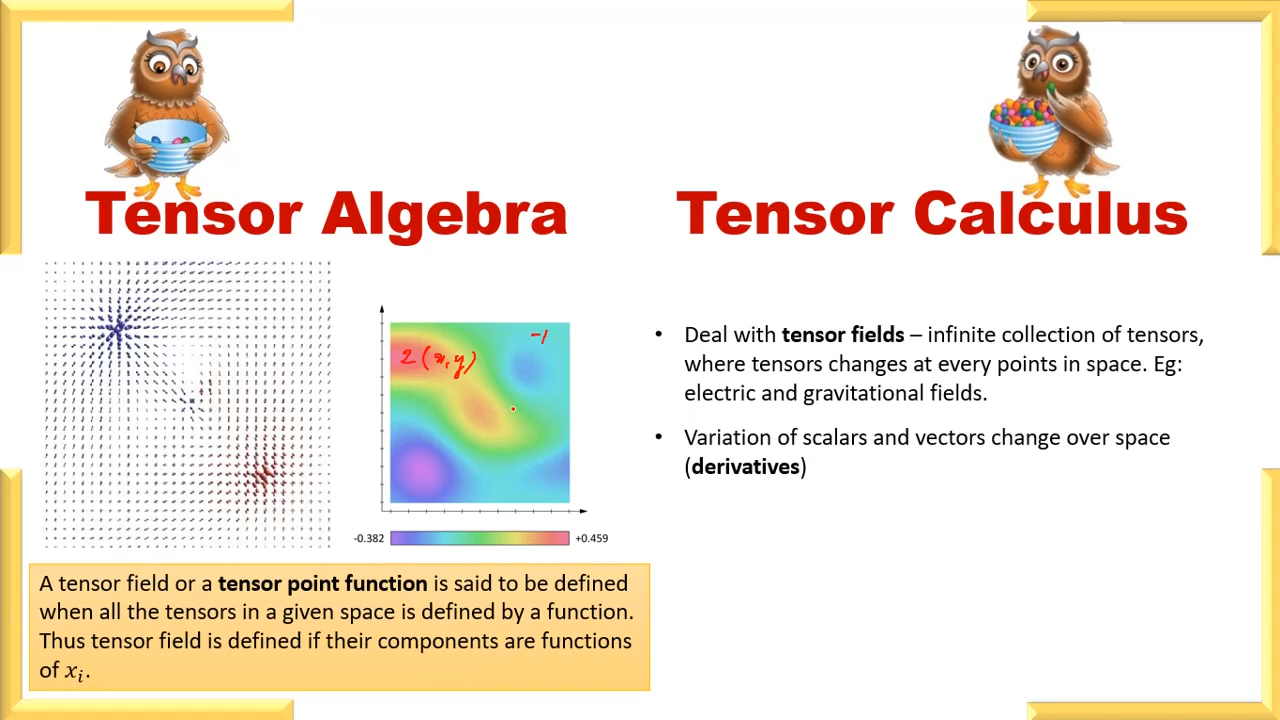 Tensor Algebra
2 (x, y)
-1
-0.382
+0.459
A tensor field or a tensor point function is said to be defined
when all the tensors in a given space is defined by a function.
Thus tensor field is defined if their components are functions
of xᵢ.
Tensor Calculus
• Deal with tensor fields – infinite collection of tensors,
where tensors changes at every points in space. Eg:
electric and gravitational fields.
• Variation of scalars and vectors change over space
(derivatives)